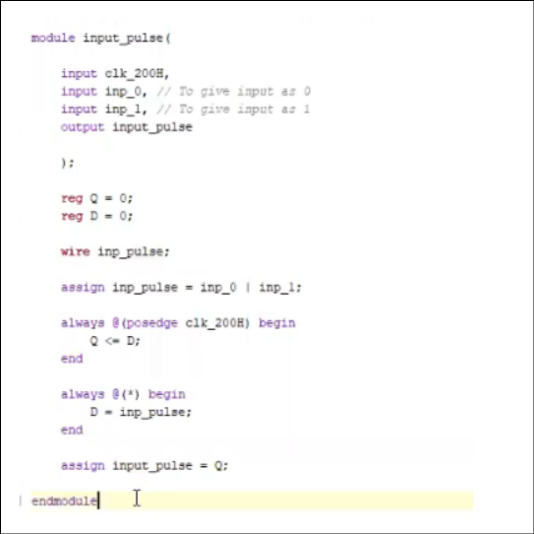 module input_pulse(
input clk_200H,
input inp_0, // To give input as 0
input inp_1, // To give input as 1
output input_pulse
);
reg Q = 0;
reg D = 0;
wire inp_pulse;
assign inp_pulse = inp_0 | inp_1;
always @(posedge clk_200H) begin
Q <= D;
end
always @(*) begin
D = inp_pulse;
end
assign input_pulse = Q;
endmodule